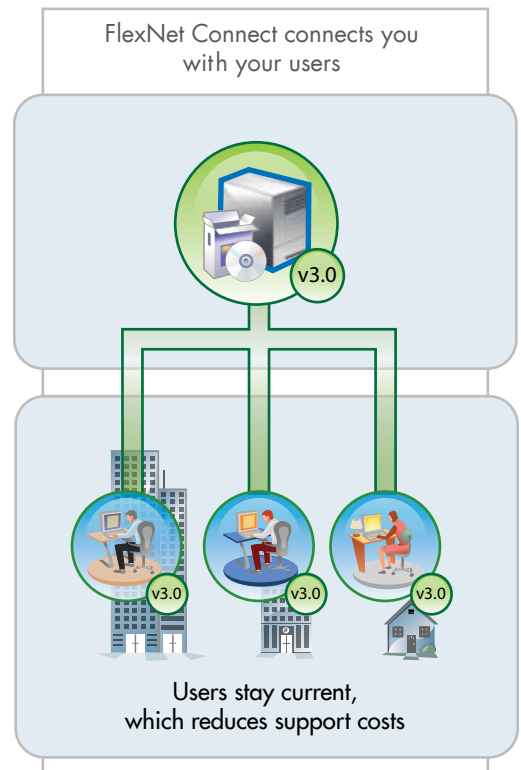 FlexNet Connect connects you
with your users
v3.0
v3.0
v3.0
v3.0
Users stay current,
which reduces support costs